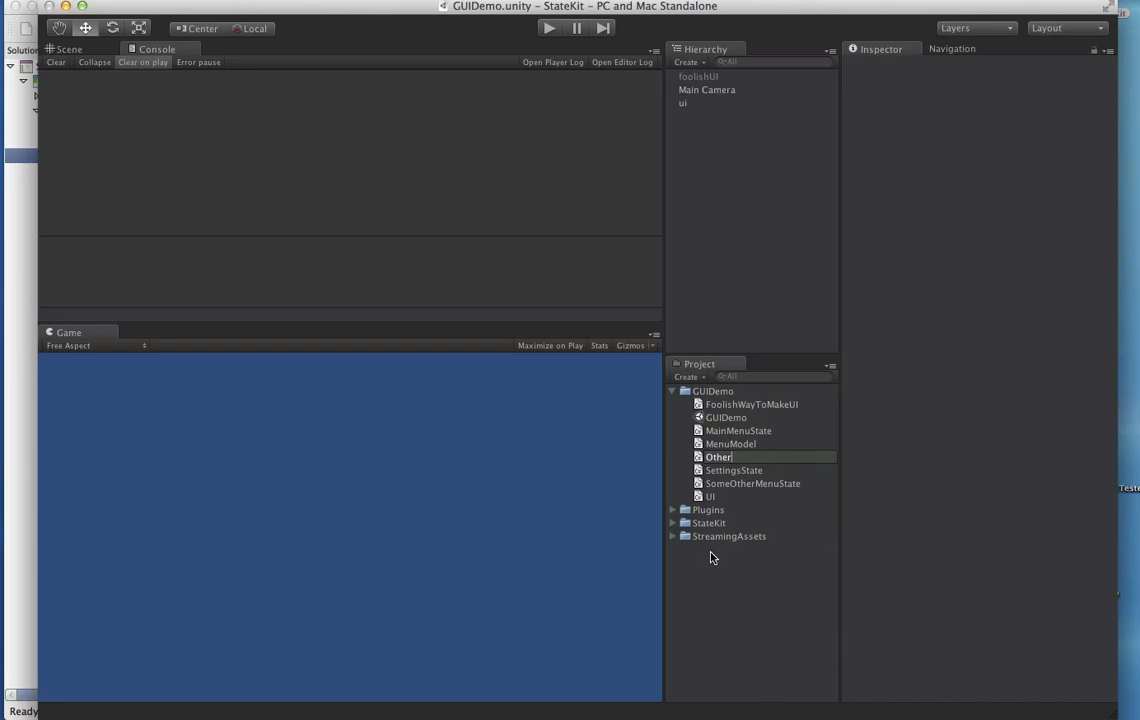 GUIDemo.unity - StateKit - PC and Mac Standalone
Center Local Layers Layout
Solution
Scene Console
Clear Collapse Clear on play Error pause Open Player Log Open Editor Log
Hierarchy
Create All
foolishUI
Main Camera
ui
Inspector Navigation
Game
Free Aspect Maximize on Play Stats Gizmos
Project
Create All
GUIDemo
FoolishWayToMakeUI
GUIDemo
MainMenuState
MenuModel
Other
SettingsState
SomeOtherMenuState
UI
Plugins
StateKit
StreamingAssets
Teste
Ready